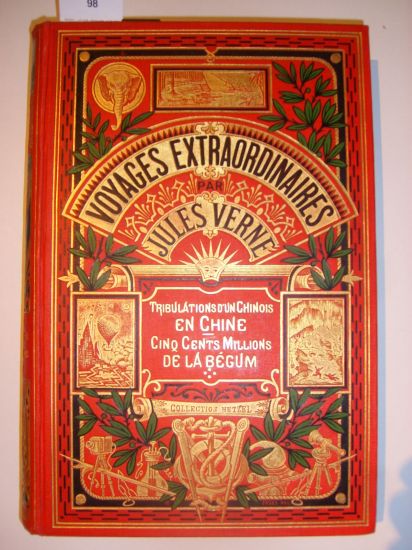 98
VOYAGES EXTRAORDINAIRES
PAR
JULES VERNE
TRIBULATIONS D'UN CHINOIS
EN CHINE
CINQ CENTS MILLIONS
DE LA BÉGUM
COLLECTION HETZEL